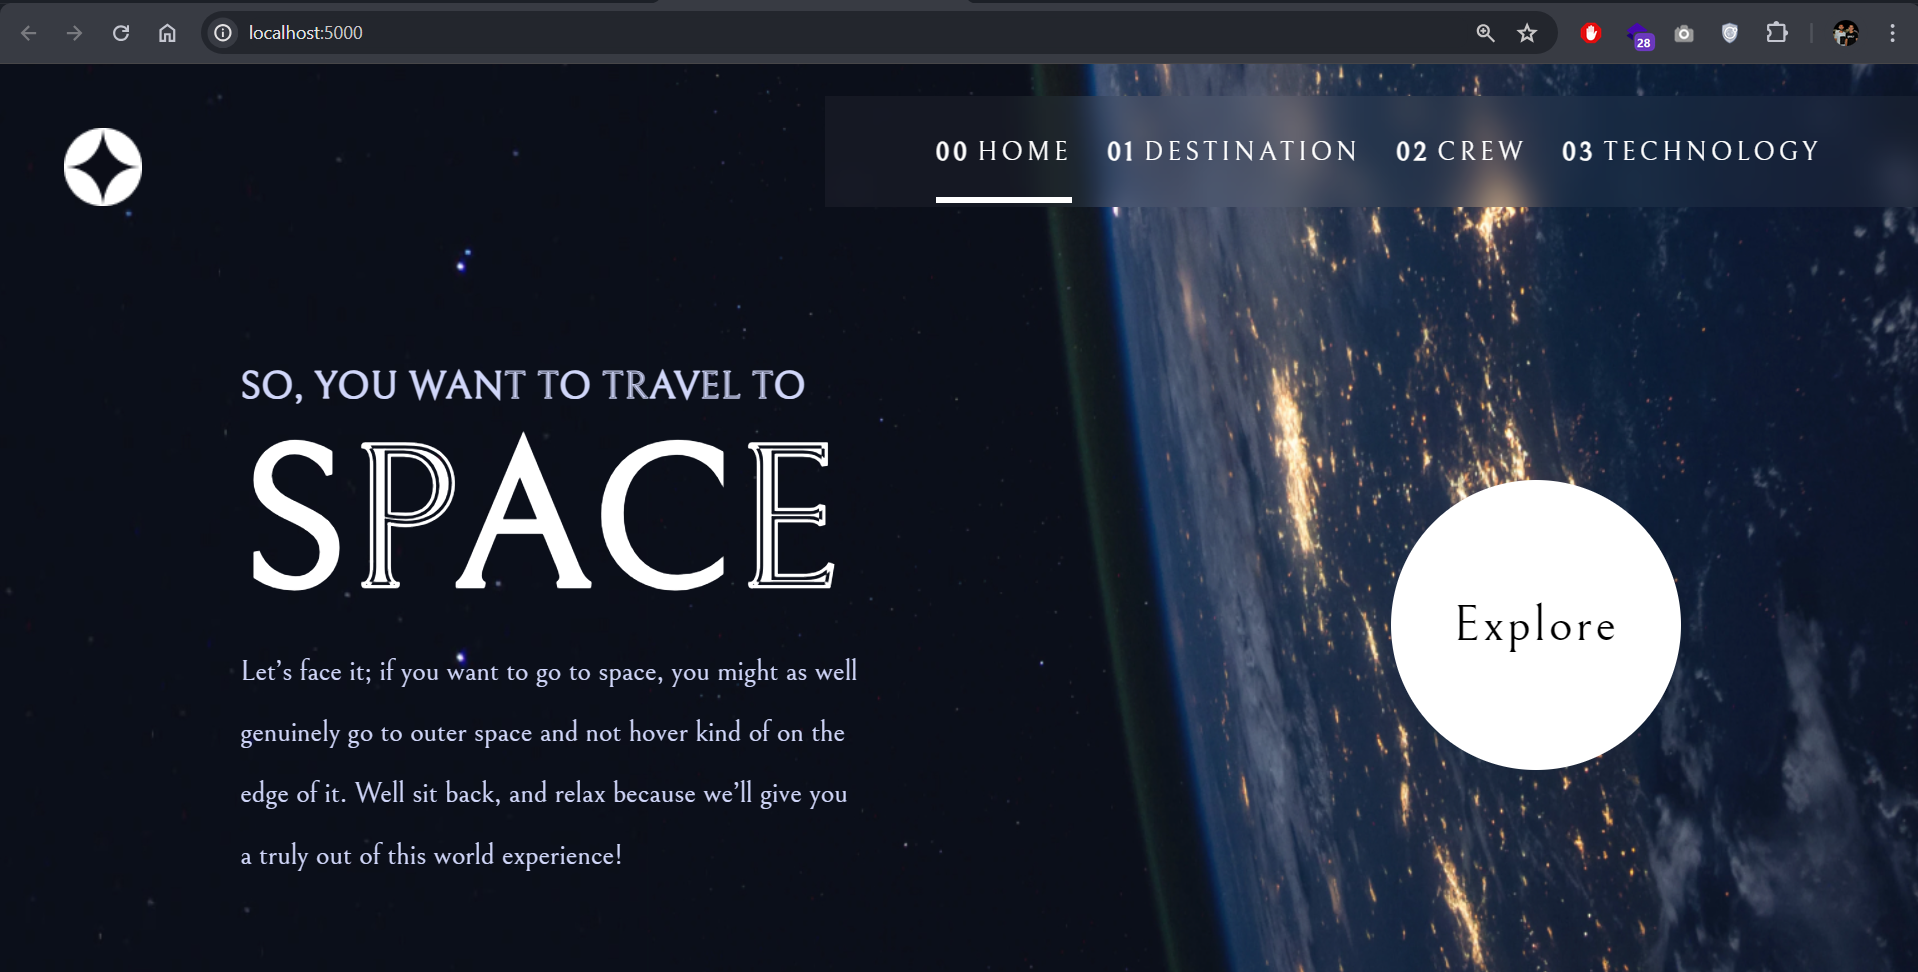 localhost:5000
28
00 HOME 01 DESTINATION 02 CREW 03 TECHNOLOGY
SO, YOU WANT TO TRAVEL TO
SPACE
Let’s face it; if you want to go to space, you might as well
genuinely go to outer space and not hover kind of on the
edge of it. Well sit back, and relax because we’ll give you
a truly out of this world experience!
Explore